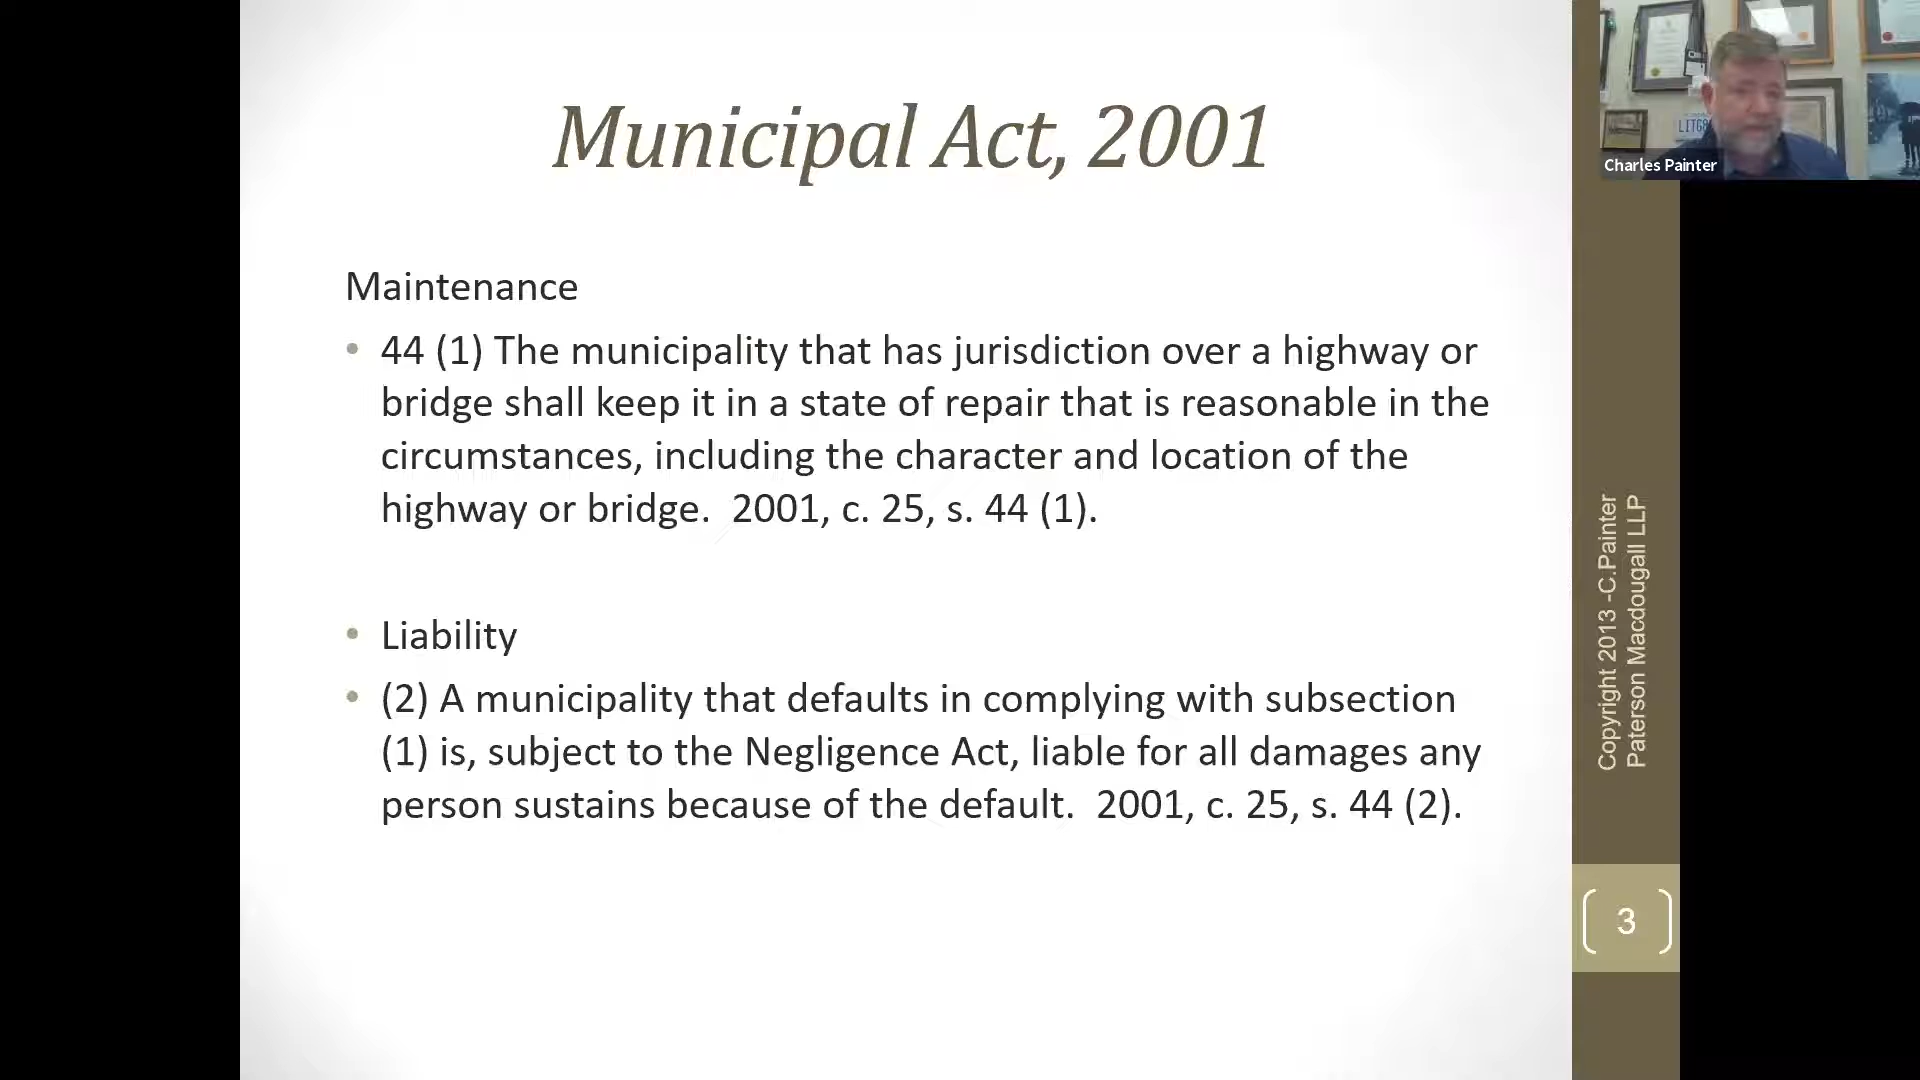 Municipal Act, 2001
Maintenance
• 44 (1) The municipality that has jurisdiction over a highway or
bridge shall keep it in a state of repair that is reasonable in the
circumstances, including the character and location of the
highway or bridge.  2001, c. 25, s. 44 (1).
• Liability
• (2) A municipality that defaults in complying with subsection
(1) is, subject to the Negligence Act, liable for all damages any
person sustains because of the default.  2001, c. 25, s. 44 (2).
Copyright 2013 -C.Painter
Paterson Macdougall LLP
3
Charles Painter